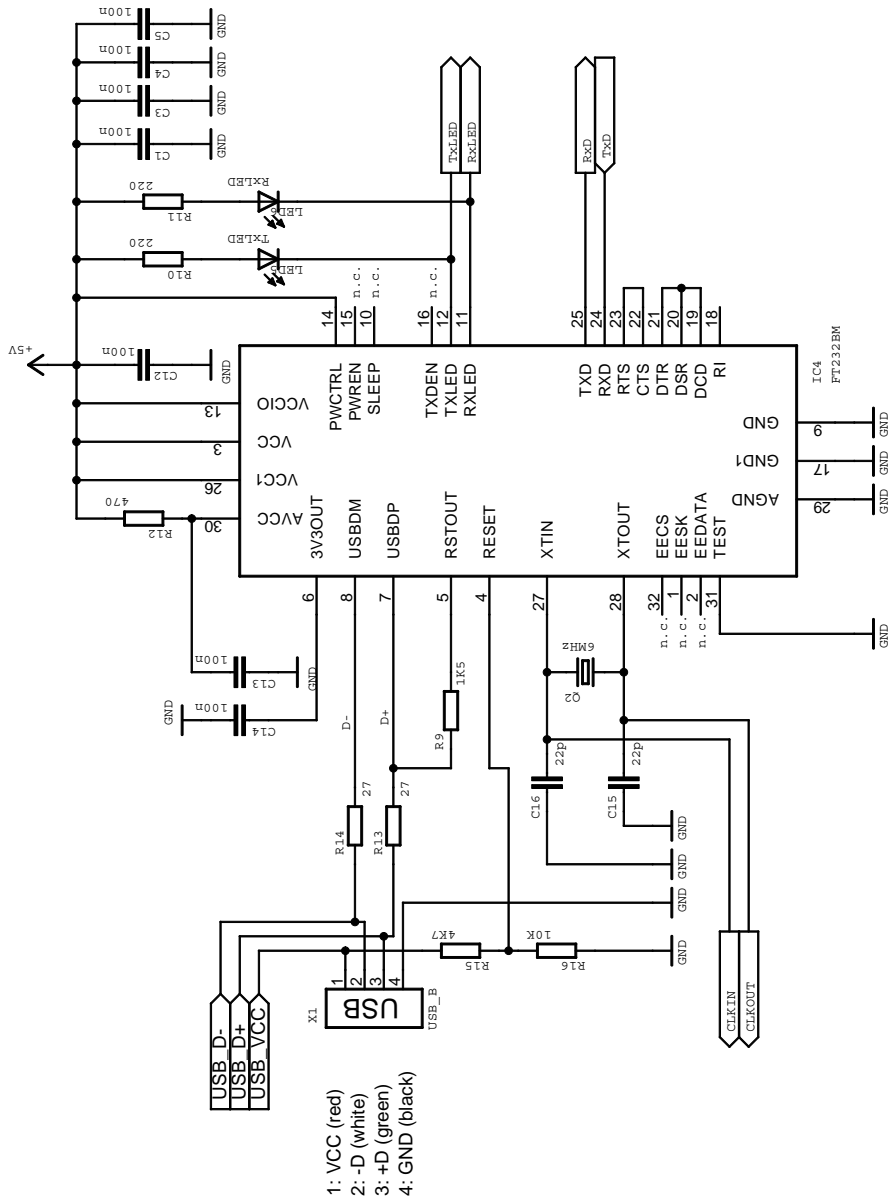 100n
C5
GND
100n
C4
GND
100n
C3
GND
100n
C1
GND
220
R11
RxLED
LED6
220
R10
TxLED
LED5
TxLED
RxLED
RxD
TxD
+5V
100n
C12
GND
470
R12
100n
C13
GND
100n
C14
GND
13
VCCIO
3
VCC
26
VCC1
30
AVCC
14
PWCTRL
15
PWREN
n.c.
10
SLEEP
n.c.
16
TXDEN
n.c.
12
TXLED
11
RXLED
25
TXD
24
RXD
23
RTS
22
CTS
21
DTR
20
DSR
19
DCD
18
RI
IC4
FT232BM
GND
9
GND
GND1
17
GND
AGND
29
GND
3V3OUT
6
USBDM
8
USBDP
7
RSTOUT
5
RESET
4
XTIN
27
XTOUT
28
EECS
32
n.c.
EESK
1
n.c.
EEDATA
2
n.c.
TEST
31
GND
D-
D+
R14
27
R13
27
R9
1K5
Q2
6MHz
C16
22p
GND
C15
22p
GND
GND
4K7
R15
10K
R16
GND
CLKIN
CLKOUT
USB_D-
USB_D+
USB_VCC
X1
USB
USB_B
1
2
3
4
1: VCC (red)
2: -D (white)
3: +D (green)
4: GND (black)